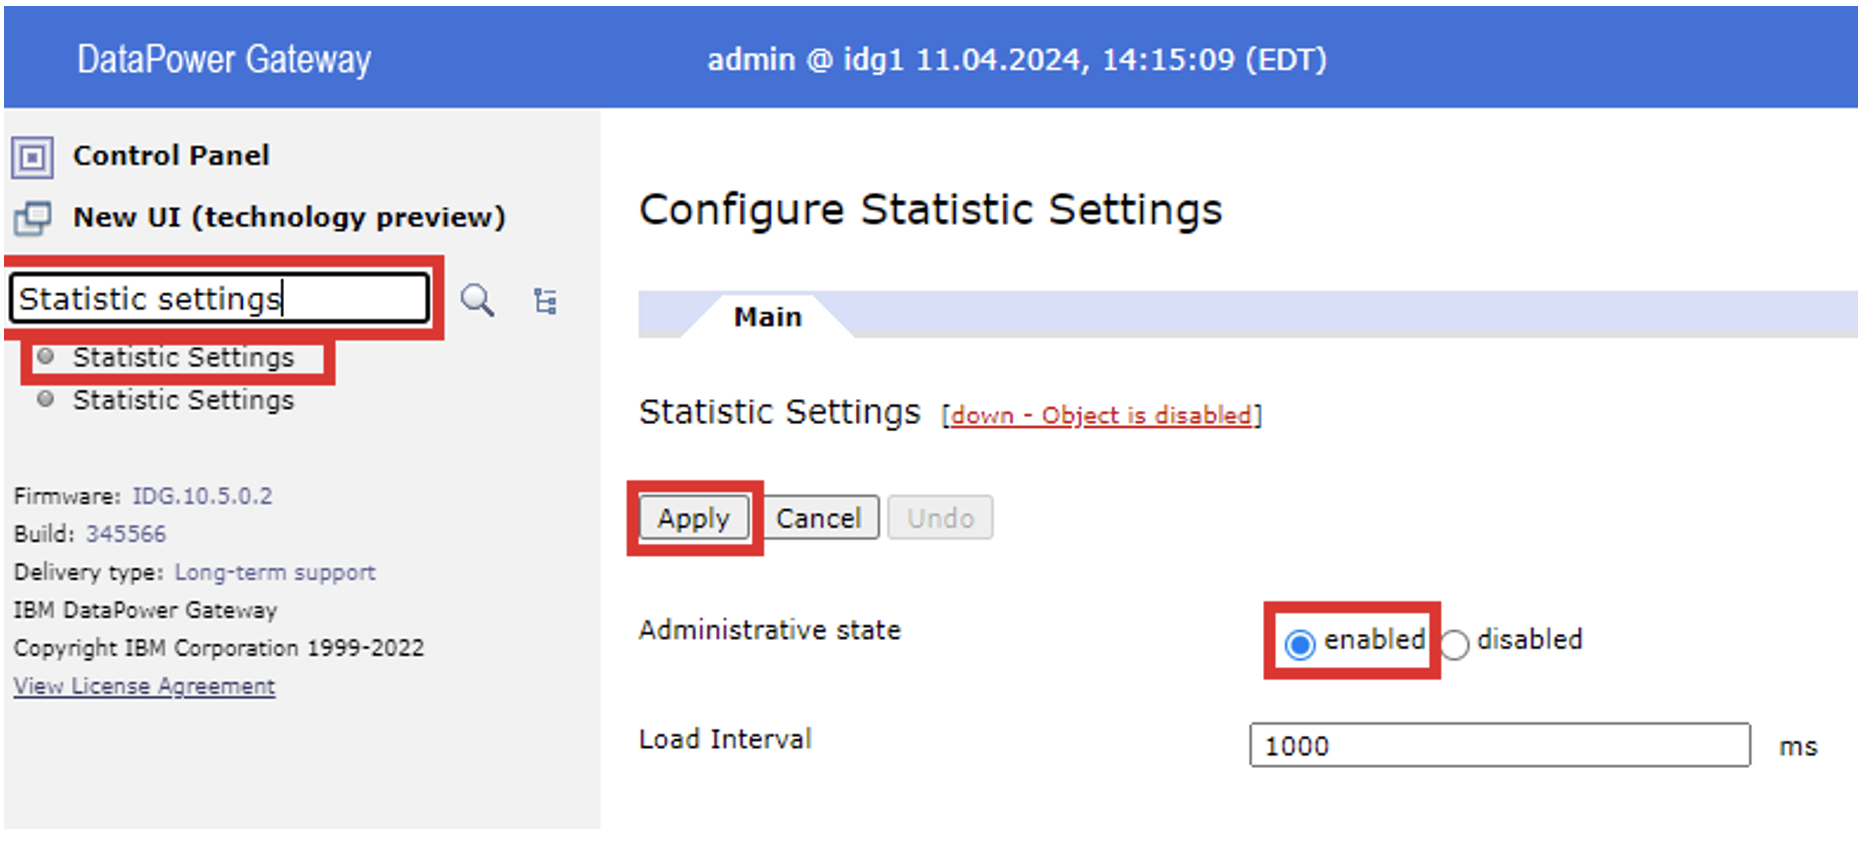 DataPower Gateway
admin @ idg1 11.04.2024, 14:15:09 (EDT)
Control Panel
New UI (technology preview)
Statistic settings
Statistic Settings
Statistic Settings
Firmware: IDG.10.5.0.2
Build: 345566
Delivery type: Long-term support
IBM DataPower Gateway
Copyright IBM Corporation 1999-2022
View License Agreement
Configure Statistic Settings
Main
Statistic Settings [down - Object is disabled]
Apply Cancel Undo
Administrative state enabled disabled
Load Interval 1000 ms